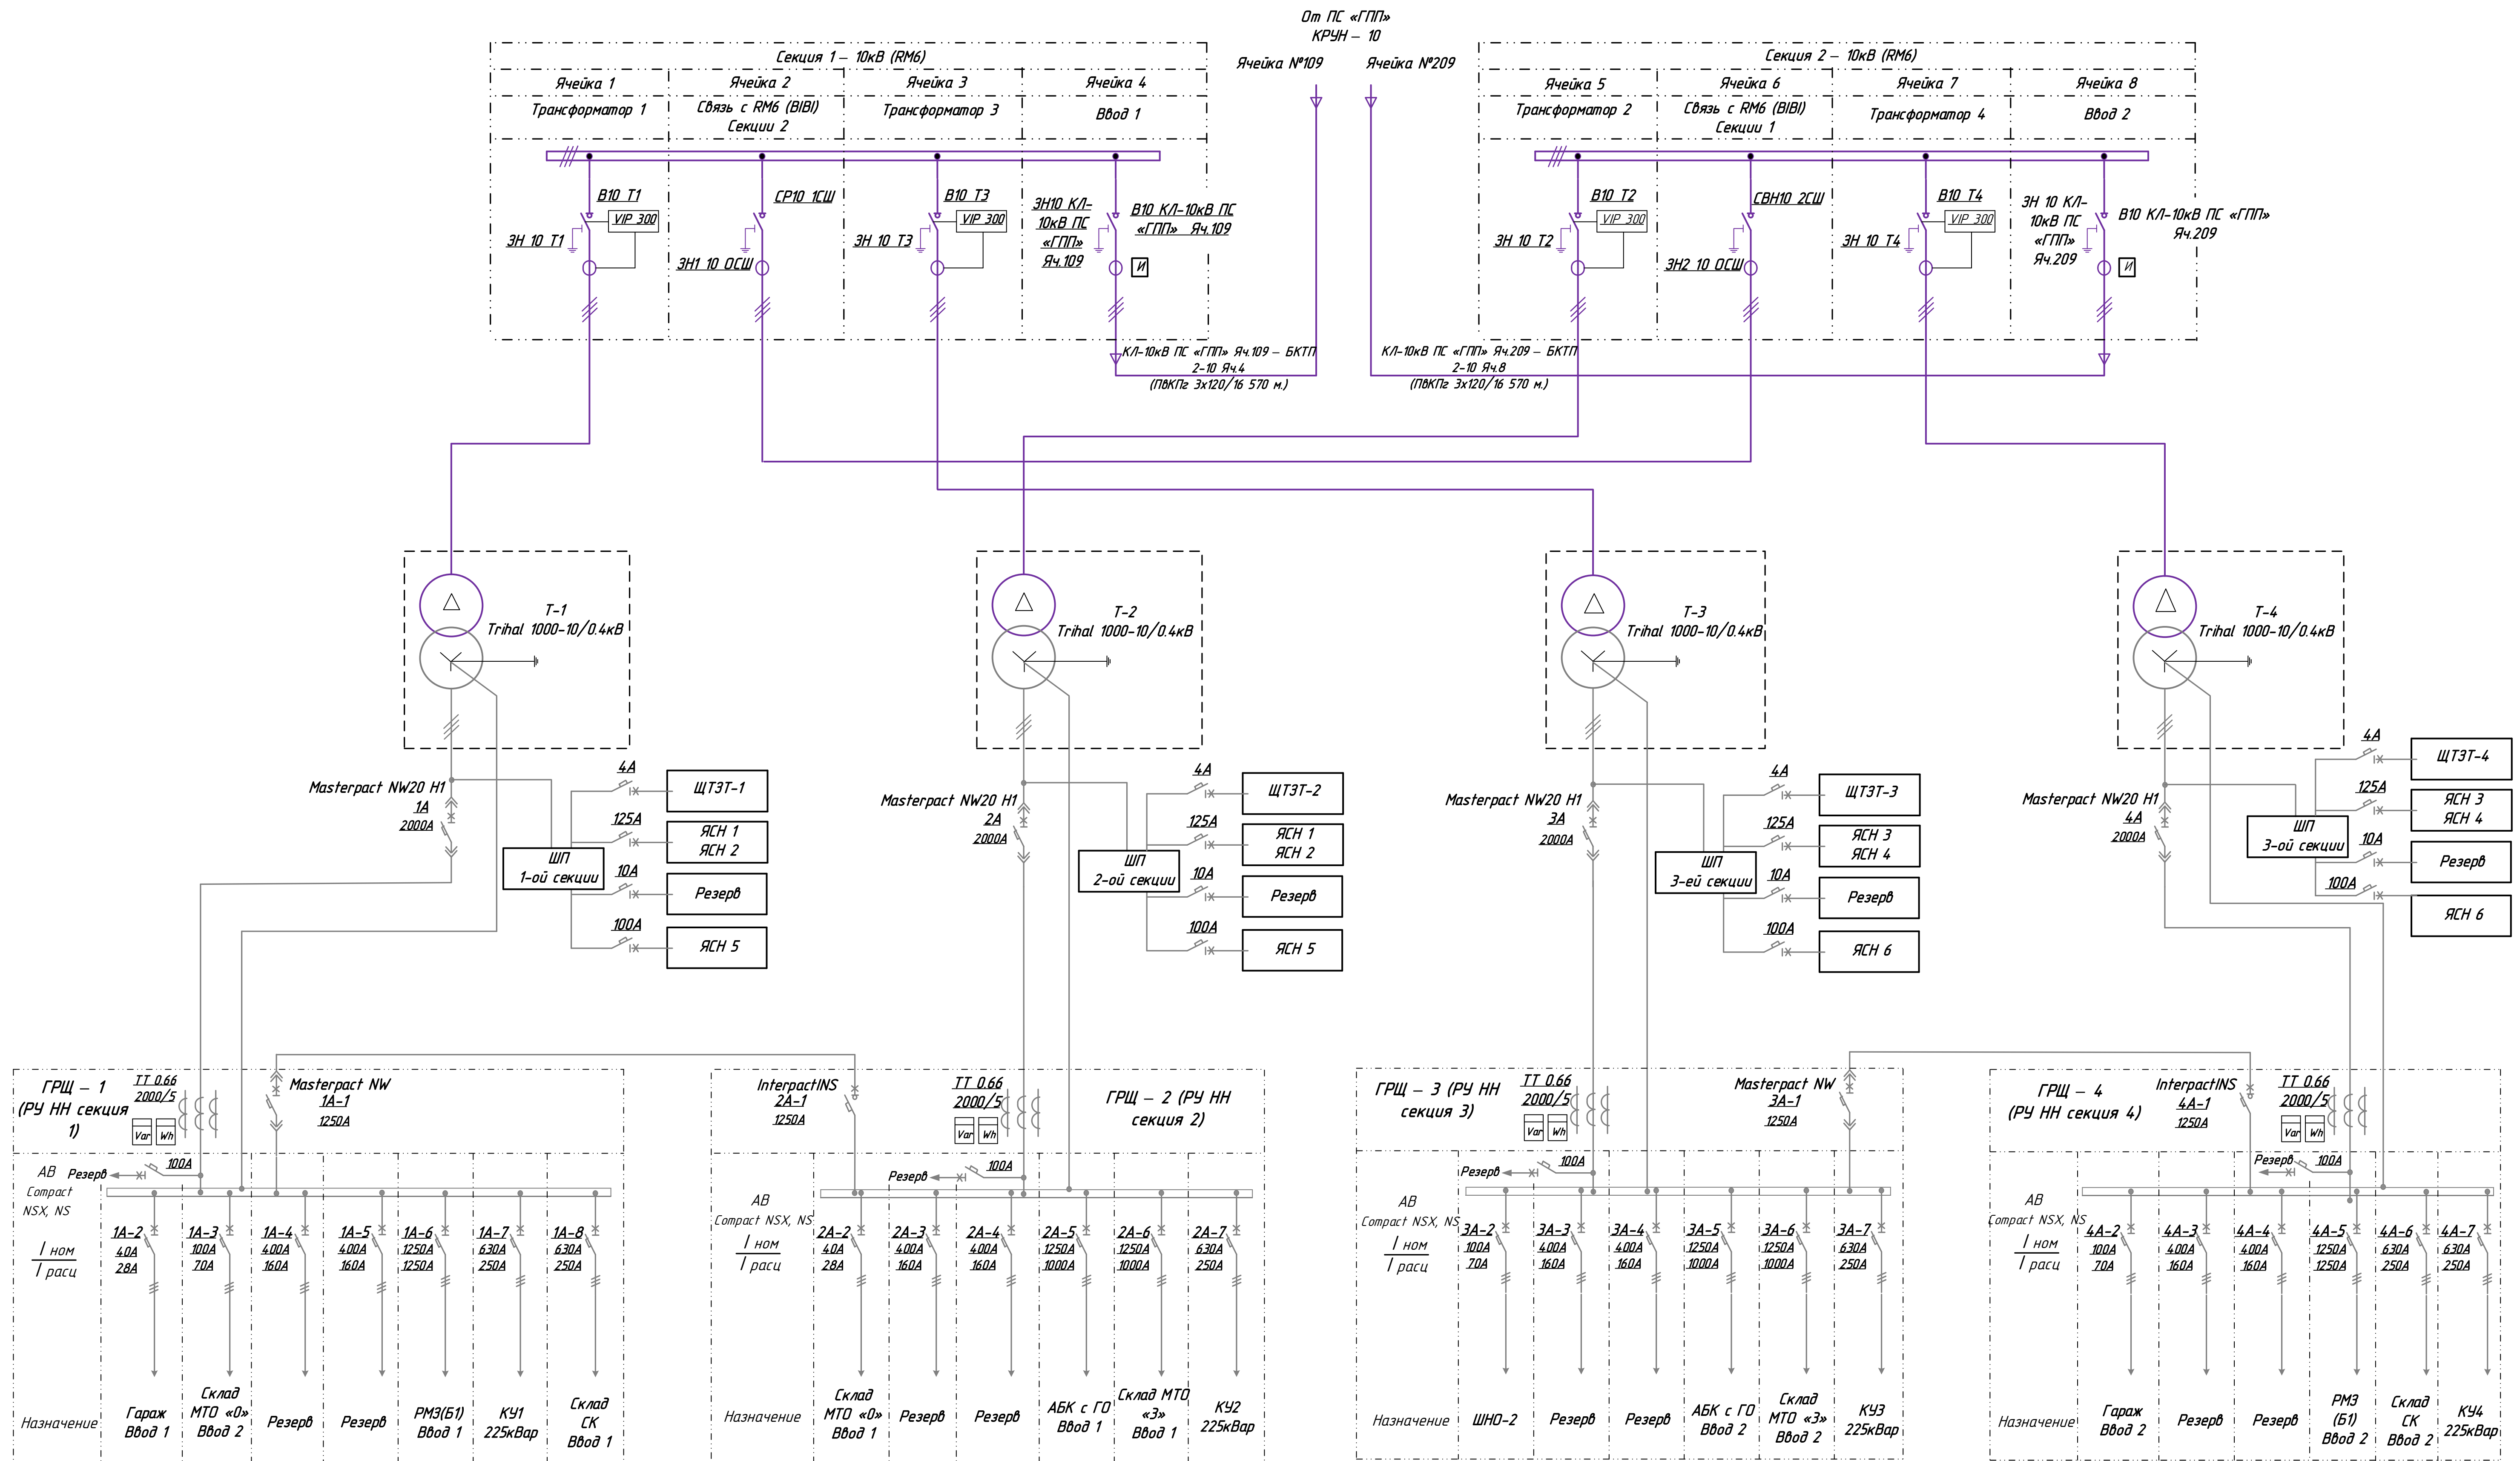 От ПС «ГПП»
КРУН – 10
Ячейка №109
Ячейка №209
Секция 1 – 10кВ (RM6)
Ячейка 1
Ячейка 2
Ячейка 3
Ячейка 4
Трансформатор 1
Связь с RM6 (BIBI)
Секции 2
Трансформатор 3
Ввод 1
В10 Т1
VIP 300
ЗН 10 Т1
СР10 1СШ
ЗН1 10 ОСШ
В10 Т3
VIP 300
ЗН 10 Т3
ЗН10 КЛ-
10кВ ПС
«ГПП»
Яч.109
В10 КЛ-10кВ ПС
«ГПП» Яч.109
И
Секция 2 – 10кВ (RM6)
Ячейка 5
Ячейка 6
Ячейка 7
Ячейка 8
Трансформатор 2
Связь с RM6 (BIBI)
Секции 1
Трансформатор 4
Ввод 2
В10 Т2
VIP 300
ЗН 10 Т2
СВН10 2СШ
ЗН2 10 ОСШ
В10 Т4
VIP 300
ЗН 10 Т4
ЗН 10 КЛ-
10кВ ПС
«ГПП»
Яч.209
В10 КЛ-10кВ ПС «ГПП»
Яч.209
И
КЛ-10кВ ПС «ГПП» Яч.109 – БКТП
2-10 Яч.4
(ПвКПг 3х120/16 570 м.)
КЛ-10кВ ПС «ГПП» Яч.209 – БКТП
2-10 Яч.8
(ПвКПг 3х120/16 570 м.)
Т-1
Trihal 1000-10/0.4кВ
Т-2
Trihal 1000-10/0.4кВ
Т-3
Trihal 1000-10/0.4кВ
Т-4
Trihal 1000-10/0.4кВ
Masterpact NW20 H1
1А
2000А
ШП
1-ой секции
4А
ЩТЗТ-1
125А
ЯСН 1
ЯСН 2
10А
Резерв
100А
ЯСН 5
Masterpact NW20 H1
2А
2000А
ШП
2-ой секции
4А
ЩТЗТ-2
125А
ЯСН 1
ЯСН 2
10А
Резерв
100А
ЯСН 5
Masterpact NW20 H1
3А
2000А
ШП
3-ей секции
4А
ЩТЗТ-3
125А
ЯСН 3
ЯСН 4
10А
Резерв
100А
ЯСН 6
Masterpact NW20 H1
4А
2000А
ШП
3-ой секции
4А
ЩТЗТ-4
125А
ЯСН 3
ЯСН 4
10А
Резерв
100А
ЯСН 6
ГРЩ – 1
(РУ НН секция
1)
ТТ 0.66
2000/5
Var
Wh
Masterpact NW
1А-1
1250А
АВ
Compact
NSX, NS
Резерв
100А
I ном
I расц
1А-2
40А
28А
1А-3
100А
70А
1А-4
400А
160А
1А-5
400А
160А
1А-6
1250А
1250А
1А-7
630А
250А
1А-8
630А
250А
Назначение
Гараж
Ввод 1
Склад
МТО «0»
Ввод 2
Резерв
Резерв
РМЗ(Б1)
Ввод 1
КУ1
225кВар
Склад
СК
Ввод 1
InterpactINS
2А-1
1250А
ТТ 0.66
2000/5
Var
Wh
ГРЩ – 2 (РУ НН
секция 2)
АВ
Compact NSX, NS
Резерв
100А
I ном
I расц
2А-2
40А
28А
2А-3
400А
160А
2А-4
400А
160А
2А-5
1250А
1000А
2А-6
1250А
1000А
2А-7
630А
250А
Назначение
Склад
МТО «0»
Ввод 1
Резерв
Резерв
АБК с ГО
Ввод 1
Склад МТО
«3»
Ввод 1
КУ2
225кВар
ГРЩ – 3 (РУ НН
секция 3)
ТТ 0.66
2000/5
Var
Wh
Masterpact NW
3А-1
1250А
АВ
Compact NSX, NS
Резерв
100А
I ном
I расц
3А-2
100А
70А
3А-3
400А
160А
3А-4
400А
160А
3А-5
1250А
1000А
3А-6
1250А
1000А
3А-7
630А
250А
Назначение
ШНО-2
Резерв
Резерв
АБК с ГО
Ввод 2
Склад
МТО «3»
Ввод 2
КУ3
225кВар
ГРЩ – 4
(РУ НН секция 4)
InterpactINS
4А-1
1250А
ТТ 0.66
2000/5
Var
Wh
АВ
Compact NSX, NS
Резерв
100А
I ном
I расц
4А-2
100А
70А
4А-3
400А
160А
4А-4
400А
160А
4А-5
1250А
1250А
4А-6
630А
250А
4А-7
630А
250А
Назначение
Гараж
Ввод 2
Резерв
Резерв
РМЗ
(Б1)
Ввод 2
Склад
СК
Ввод 2
КУ4
225кВар